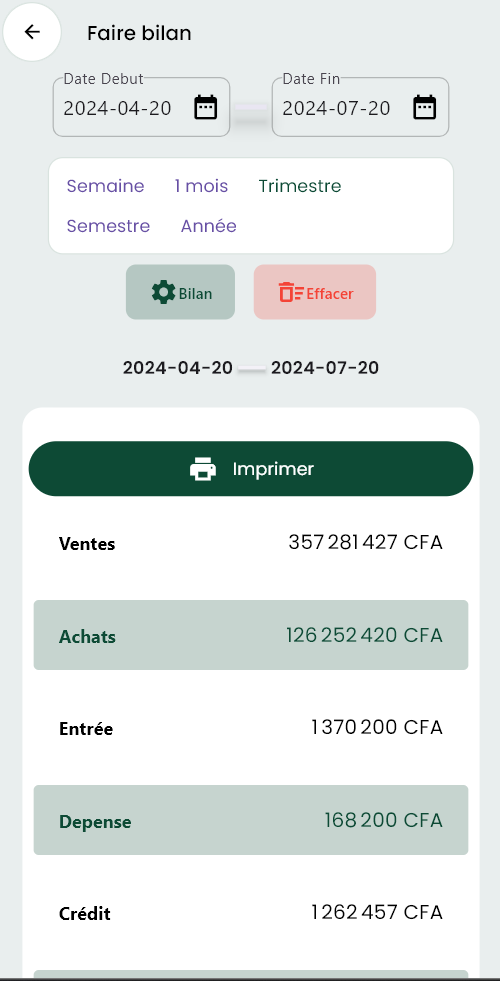 Faire bilan
Date Debut Date Fin
2024-04-20 2024-07-20
Semaine 1 mois Trimestre
Semestre Année
Bilan Effacer
2024-04-20 2024-07-20
Imprimer
Ventes 357 281 427 CFA
Achats 126 252 420 CFA
Entrée 1 370 200 CFA
Depense 168 200 CFA
Crédit 1 262 457 CFA